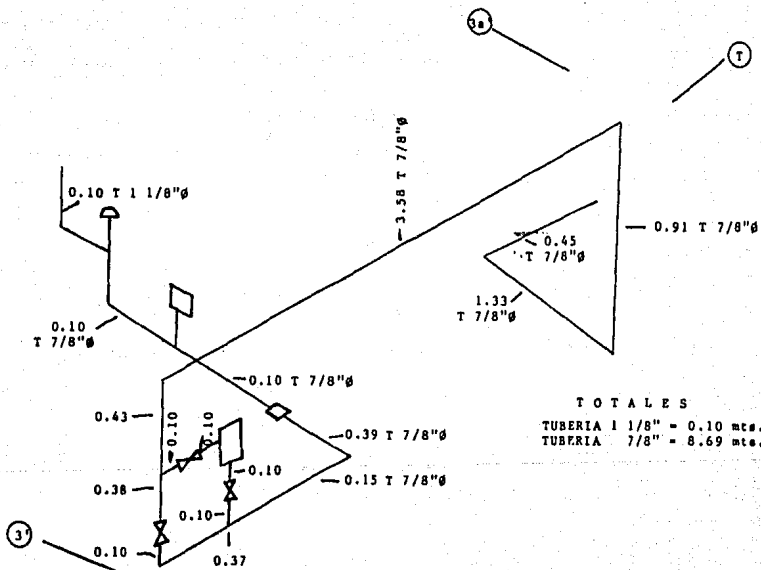 3a'
T
0.10 T 1 1/8"Ø
3.58 T 7/8"Ø
0.91 T 7/8"Ø
0.45
T 7/8"Ø
1.33
T 7/8"Ø
0.10
T 7/8"Ø
0.10 T 7/8"Ø
0.43
0.10
0.10
0.39 T 7/8"Ø
0.10
0.38
0.15 T 7/8"Ø
0.10
0.10
0.37
3'
T O T A L E S
TUBERIA 1 1/8" = 0.10 mts.
TUBERIA 7/8" = 8.69 mts.